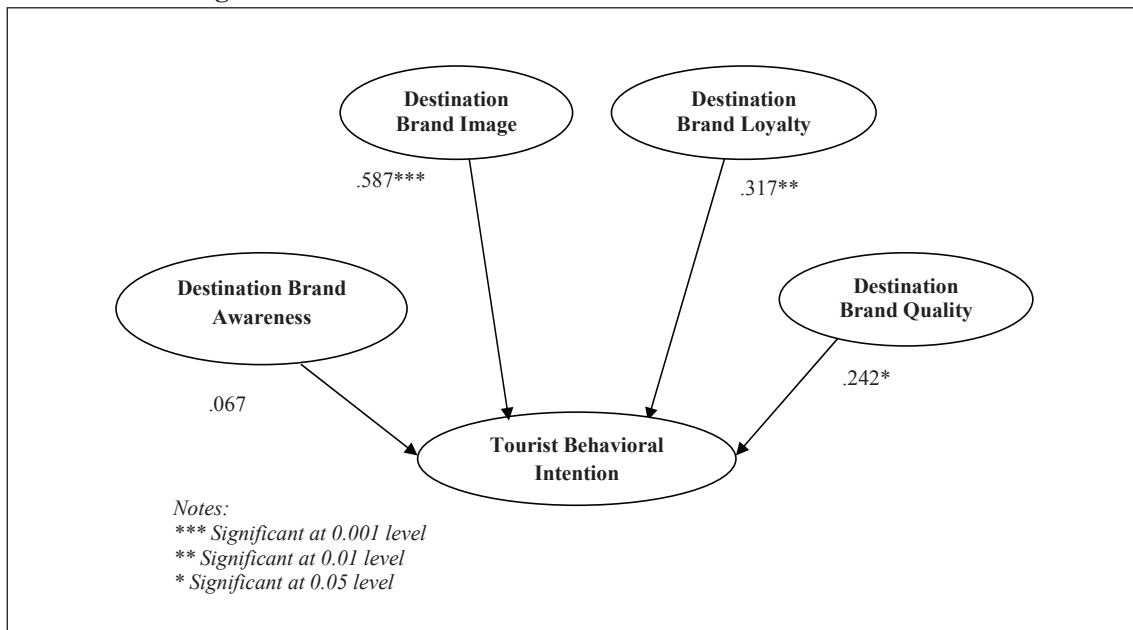 Destination
Brand Image
Destination
Brand Loyalty
.587***
.317**
Destination Brand
Awareness
Destination
Brand Quality
.067
.242*
Tourist Behavioral
Intention
Notes:
*** Significant at 0.001 level
** Significant at 0.01 level
* Significant at 0.05 level